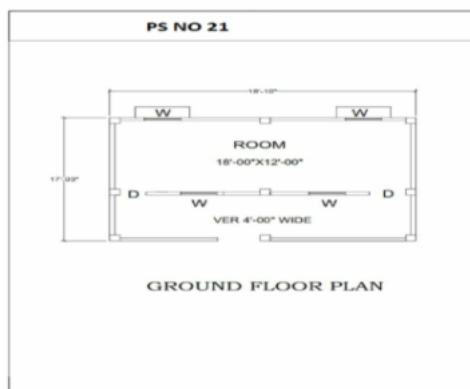 PS NO 21
W
W
ROOM
18'-00"X12'-00"
D
D
W
W
VER 4'-00" WIDE
GROUND FLOOR PLAN